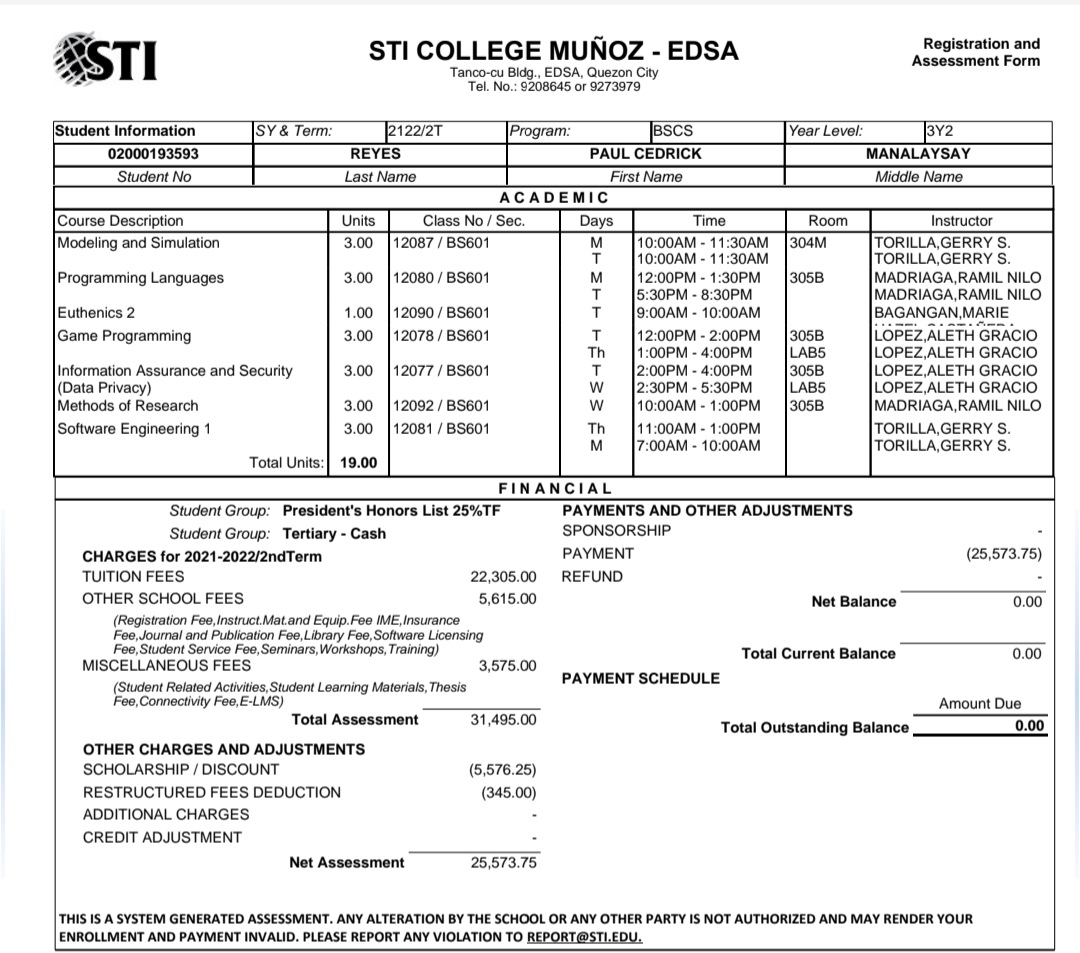 STI
STI COLLEGE MUÑOZ - EDSA
Tanco-cu Bldg., EDSA, Quezon City
Tel. No.: 9208645 or 9273979
Registration and
Assessment Form
Student Information SY & Term: 2122/2T Program: BSCS Year Level: 3Y2
02000193593 REYES PAUL CEDRICK MANALAYSAY
Student No Last Name First Name Middle Name
ACADEMIC
Course Description Units Class No / Sec. Days Time Room Instructor
Modeling and Simulation 3.00 12087 / BS601 M 10:00AM - 11:30AM 304M TORILLA,GERRY S.
T 10:00AM - 11:30AM TORILLA,GERRY S.
Programming Languages 3.00 12080 / BS601 M 12:00PM - 1:30PM 305B MADRIAGA,RAMIL NILO
T 5:30PM - 8:30PM MADRIAGA,RAMIL NILO
Euthenics 2 1.00 12090 / BS601 T 9:00AM - 10:00AM BAGANGAN,MARIE
Game Programming 3.00 12078 / BS601 T 12:00PM - 2:00PM 305B LOPEZ,ALETH GRACIO
Th 1:00PM - 4:00PM LAB5 LOPEZ,ALETH GRACIO
Information Assurance and Security 3.00 12077 / BS601 T 2:00PM - 4:00PM 305B LOPEZ,ALETH GRACIO
(Data Privacy) W 2:30PM - 5:30PM LAB5 LOPEZ,ALETH GRACIO
Methods of Research 3.00 12092 / BS601 W 10:00AM - 1:00PM 305B MADRIAGA,RAMIL NILO
Software Engineering 1 3.00 12081 / BS601 Th 11:00AM - 1:00PM TORILLA,GERRY S.
M 7:00AM - 10:00AM TORILLA,GERRY S.
Total Units: 19.00
FINANCIAL
Student Group: President's Honors List 25%TF
Student Group: Tertiary - Cash
CHARGES for 2021-2022/2ndTerm
TUITION FEES 22,305.00
OTHER SCHOOL FEES 5,615.00
(Registration Fee,Instruct.Mat.and Equip.Fee IME,Insurance
Fee,Journal and Publication Fee,Library Fee,Software Licensing
Fee,Student Service Fee,Seminars,Workshops,Training)
MISCELLANEOUS FEES 3,575.00
(Student Related Activities,Student Learning Materials,Thesis
Fee,Connectivity Fee,E-LMS)
Total Assessment 31,495.00
OTHER CHARGES AND ADJUSTMENTS
SCHOLARSHIP / DISCOUNT (5,576.25)
RESTRUCTURED FEES DEDUCTION (345.00)
ADDITIONAL CHARGES -
CREDIT ADJUSTMENT -
Net Assessment 25,573.75
PAYMENTS AND OTHER ADJUSTMENTS
SPONSORSHIP -
PAYMENT (25,573.75)
REFUND -
Net Balance 0.00
Total Current Balance 0.00
PAYMENT SCHEDULE
Amount Due
Total Outstanding Balance 0.00
THIS IS A SYSTEM GENERATED ASSESSMENT. ANY ALTERATION BY THE SCHOOL OR ANY OTHER PARTY IS NOT AUTHORIZED AND MAY RENDER YOUR
ENROLLMENT AND PAYMENT INVALID. PLEASE REPORT ANY VIOLATION TO REPORT@STI.EDU.